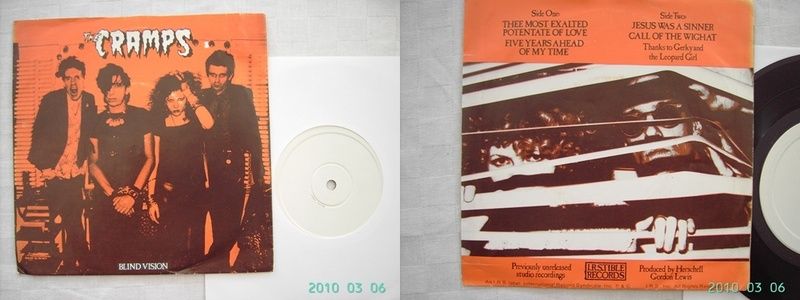 The
CRAMPS
BLIND VISION
2010 03 06
Side One:
THEE MOST EXALTED
POTENTATE OF LOVE
FIVE YEARS AHEAD
OF MY TIME
Side Two:
JESUS WAS A SINNER
CALL OF THE WIGHAT
Thanks to Gerky and
the Leopard Girl
Previously unreleased
studio recordings
I.R.STIBLE
RECORDS
Produced by Herschell
Gordon Lewis
2010 03 06